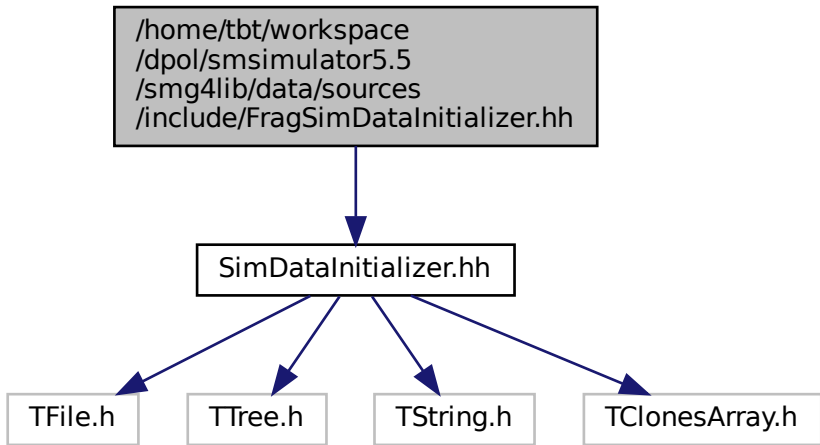 /home/tbt/workspace
/dpol/smsimulator5.5
/smg4lib/data/sources
/include/FragSimDataInitializer.hh
SimDataInitializer.hh
TFile.h
TTree.h
TString.h
TClonesArray.h